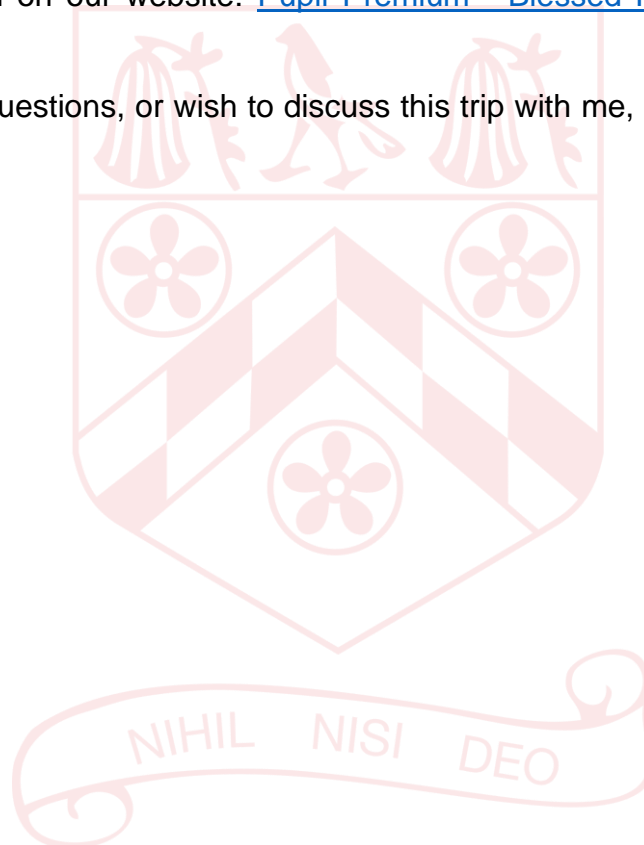 on our website. Pupil Premium - Blessed
uestions, or wish to discuss this trip with me,
NIHIL NISI DEO